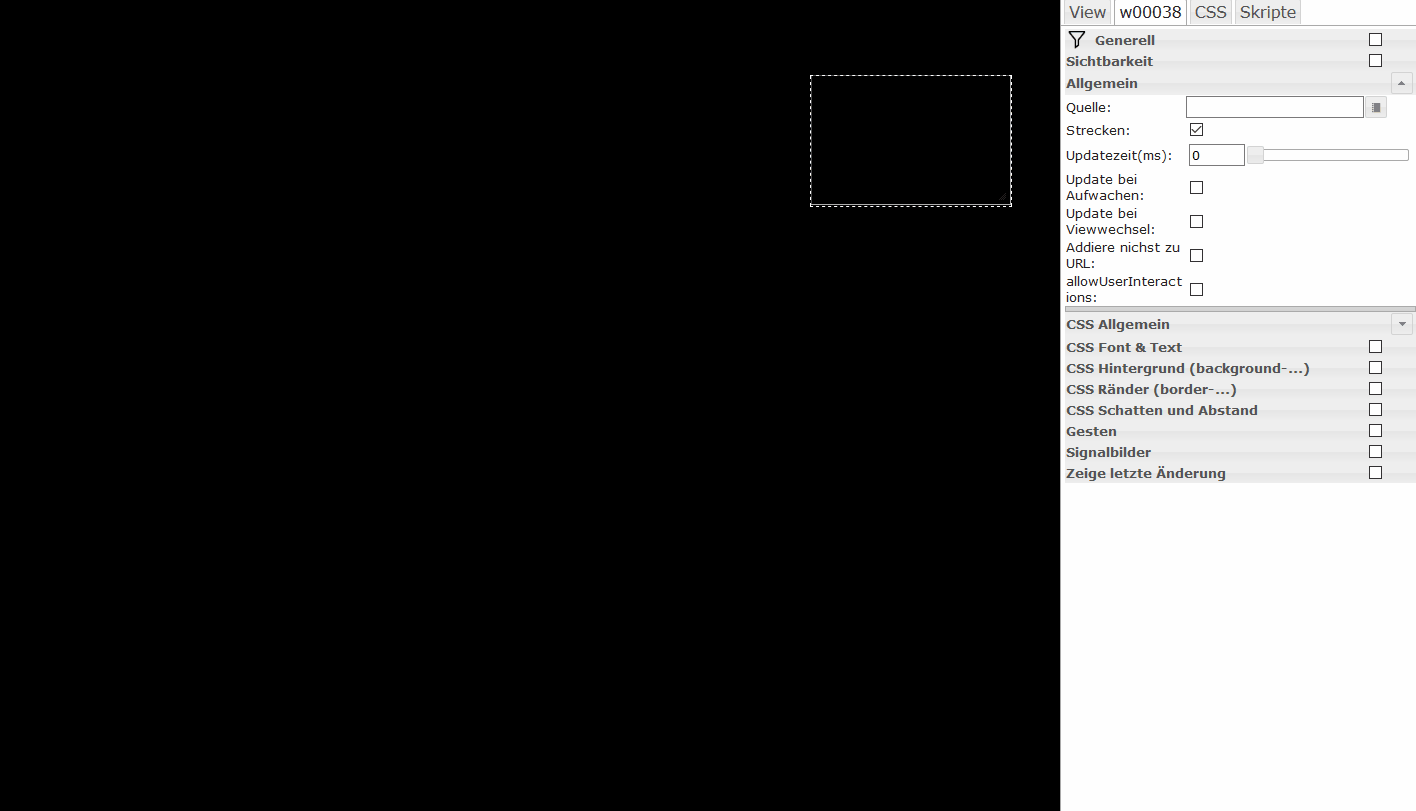 View w00038 CSS Skripte
Generell
Sichtbarkeit
Allgemein
Quelle:
Strecken:
Updatezeit(ms): 0
Update bei
Aufwachen:
Update bei
Viewwechsel:
Addiere nichst zu
URL:
allowUserInteract
ions:
CSS Allgemein
CSS Font & Text
CSS Hintergrund (background-...)
CSS Ränder (border-...)
CSS Schatten und Abstand
Gesten
Signalbilder
Zeige letzte Änderung